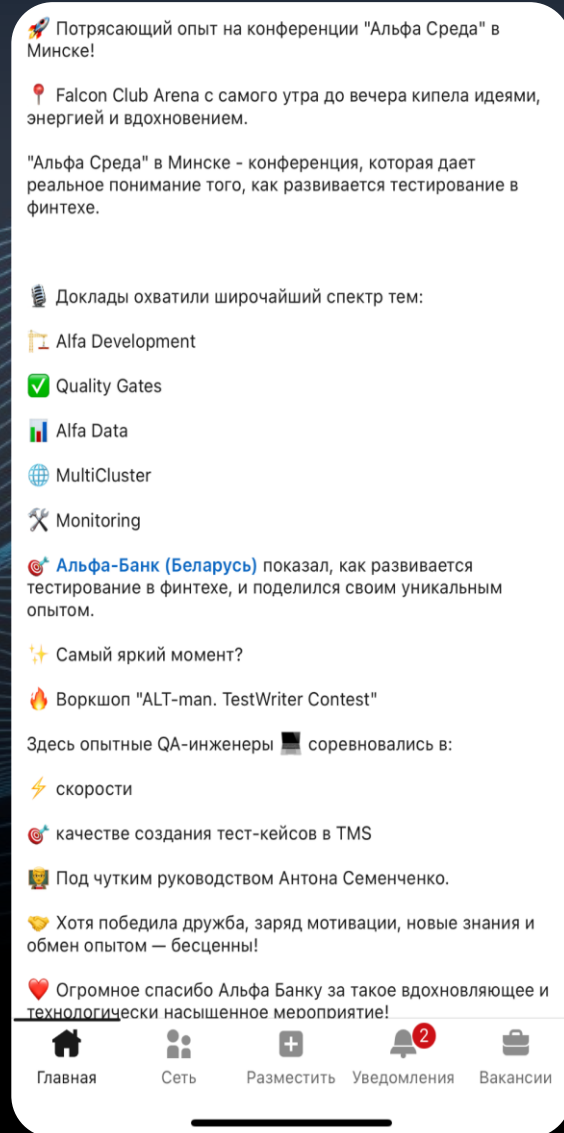 🚀 Потрясающий опыт на конференции "Альфа Среда" в
Минске!
📍 Falcon Club Arena с самого утра до вечера кипела идеями,
энергией и вдохновением.
"Альфа Среда" в Минске - конференция, которая дает
реальное понимание того, как развивается тестирование в
финтехе.
🎙 Доклады охватили широчайший спектр тем:
🏗 Alfa Development
✅ Quality Gates
📊 Alfa Data
🌐 MultiCluster
🛠 Monitoring
🎯 Альфа-Банк (Беларусь) показал, как развивается
тестирование в финтехе, и поделился своим уникальным
опытом.
✨ Самый яркий момент?
🔥 Воркшоп "ALT-man. TestWriter Contest"
Здесь опытные QA-инженеры 💻 соревновались в:
⚡ скорости
🎯 качестве создания тест-кейсов в TMS
👨‍🏫 Под чутким руководством Антона Семенченко.
🤝 Хотя победила дружба, заряд мотивации, новые знания и
обмен опытом — бесценны!
❤️ Огромное спасибо Альфа Банку за такое вдохновляющее и
технологически насыщенное мероприятие!
2
Главная Сеть Разместить Уведомления Вакансии